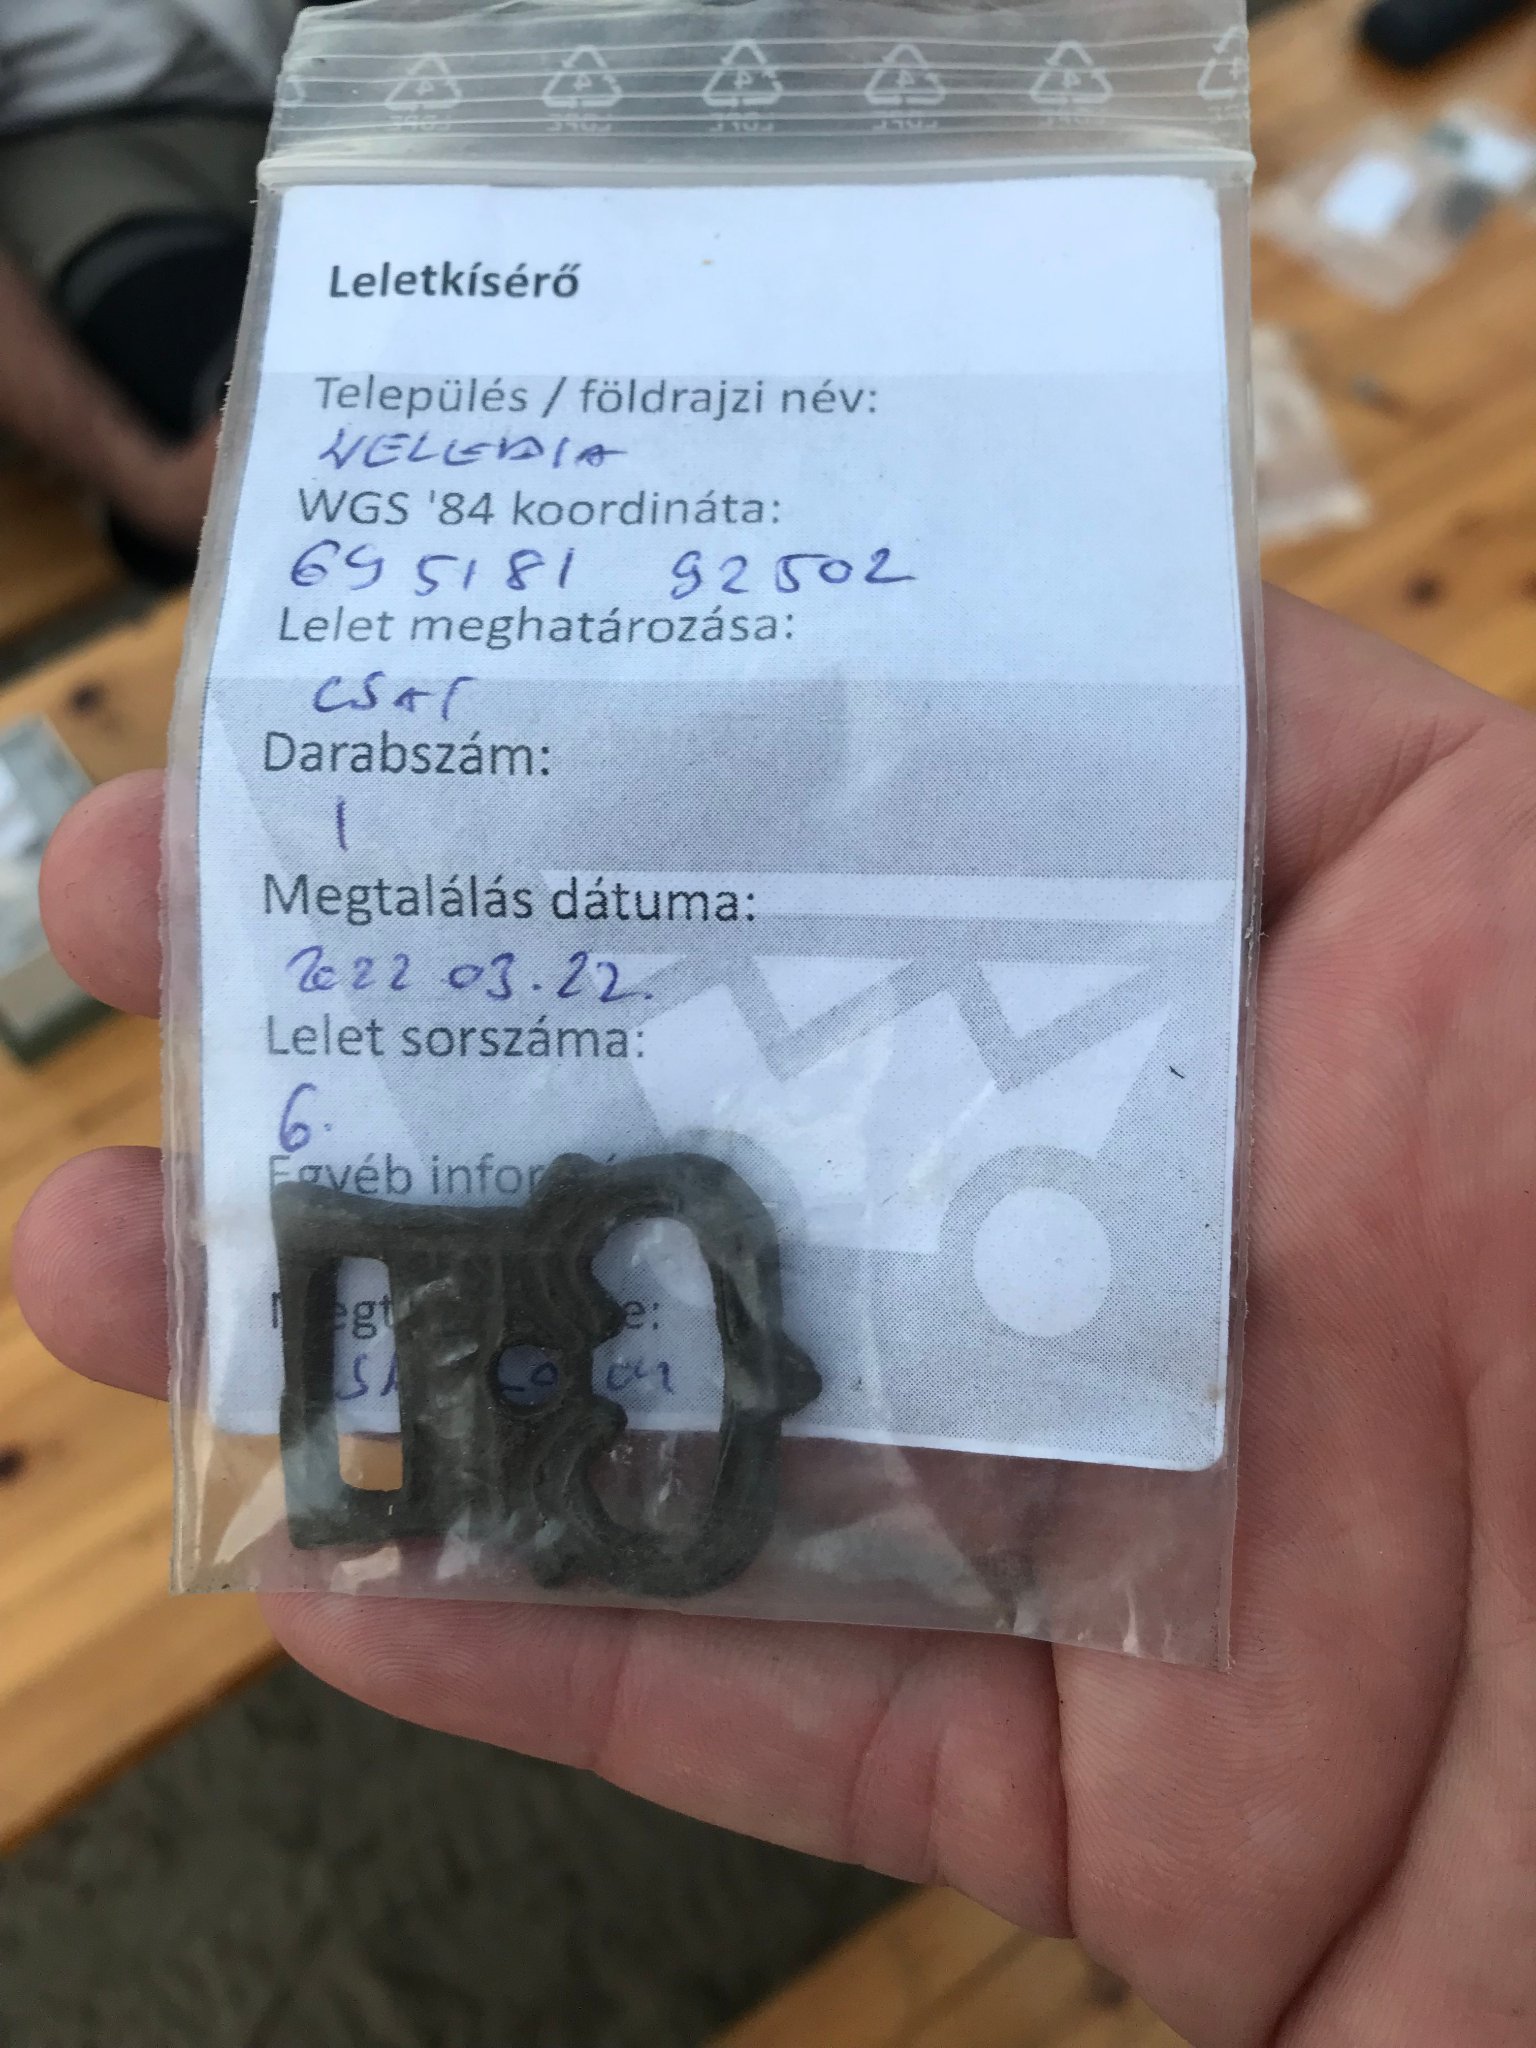 Leletkísérő
Település / földrajzi név:
WGS '84 koordináta:
695181 92502
Lelet meghatározása:
CSAT
Darabszám:
1
Megtalálás dátuma:
2022 03.22.
Lelet sorszáma:
6.
Egyéb